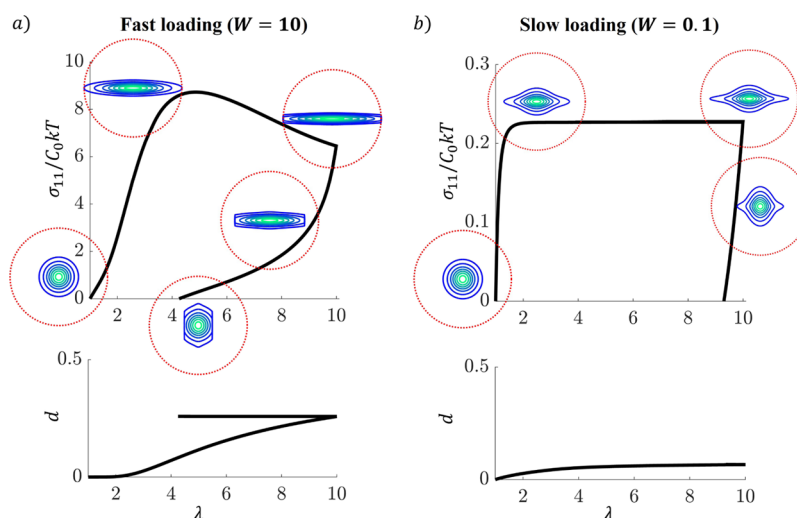 a) Fast loading (W = 10)
10
8
6
4
2
0
σ11/C0kT
2 4 6 8 10
0.5
0
d
2 4 6 8 10
λ
b) Slow loading (W = 0.1)
0.3
0.2
0.1
0
σ11/C0kT
2 4 6 8 10
0.5
0
d
2 4 6 8 10
λ